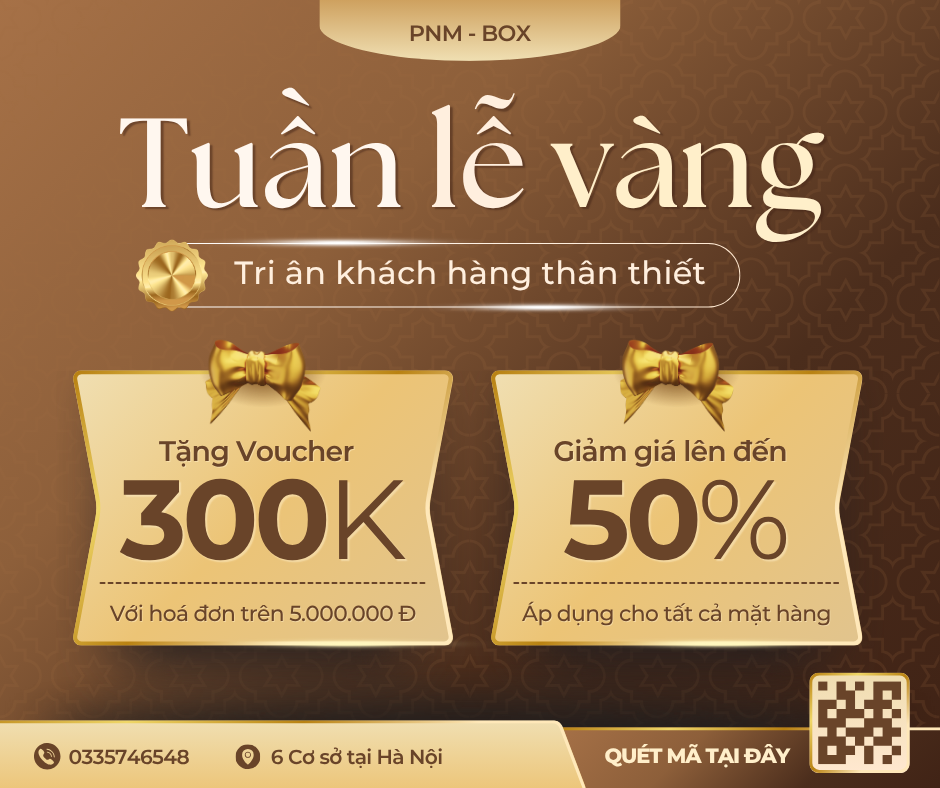 PNM - BOX
Tuần lễ vàng
Tri ân khách hàng thân thiết
Tặng Voucher
300K
Với hoá đơn trên 5.000.000 Đ
Giảm giá lên đến
50%
Áp dụng cho tất cả mặt hàng
0335746548
6 Cơ sở tại Hà Nội
QUÉT MÃ TẠI ĐÂY